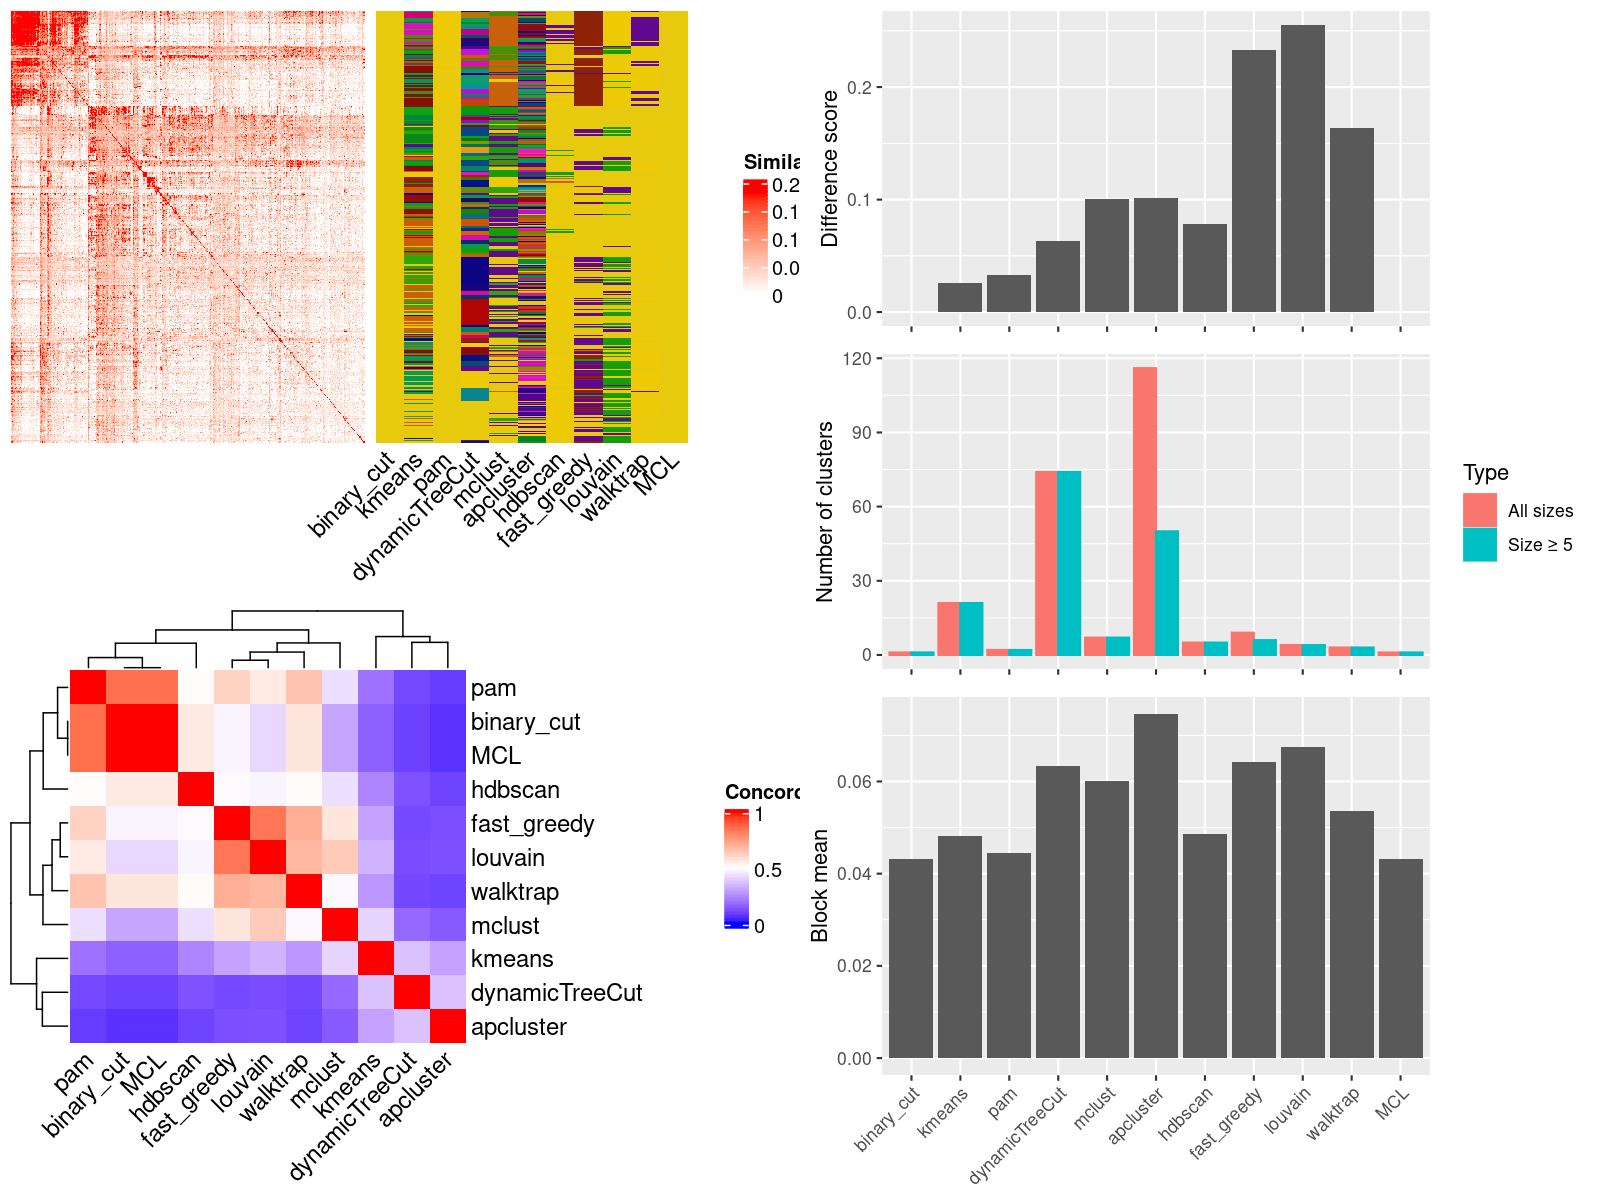 Simila
0.2
0.1
0.1
0.0
0
binary_cut
kmeans
pam
dynamicTreeCut
mclust
apcluster
hdbscan
fast_greedy
louvain
walktrap
MCL
pam
binary_cut
MCL
hdbscan
fast_greedy
louvain
walktrap
mclust
kmeans
dynamicTreeCut
apcluster
pam
binary_cut
MCL
hdbscan
fast_greedy
louvain
walktrap
mclust
kmeans
dynamicTreeCut
apcluster
Concord
1
0.5
0
Difference score
0.2
0.1
0.0
Number of clusters
120
90
60
30
0
Type
All sizes
Size ≥ 5
Block mean
0.06
0.04
0.02
0.00
binary_cut
kmeans
pam
dynamicTreeCut
mclust
apcluster
hdbscan
fast_greedy
louvain
walktrap
MCL